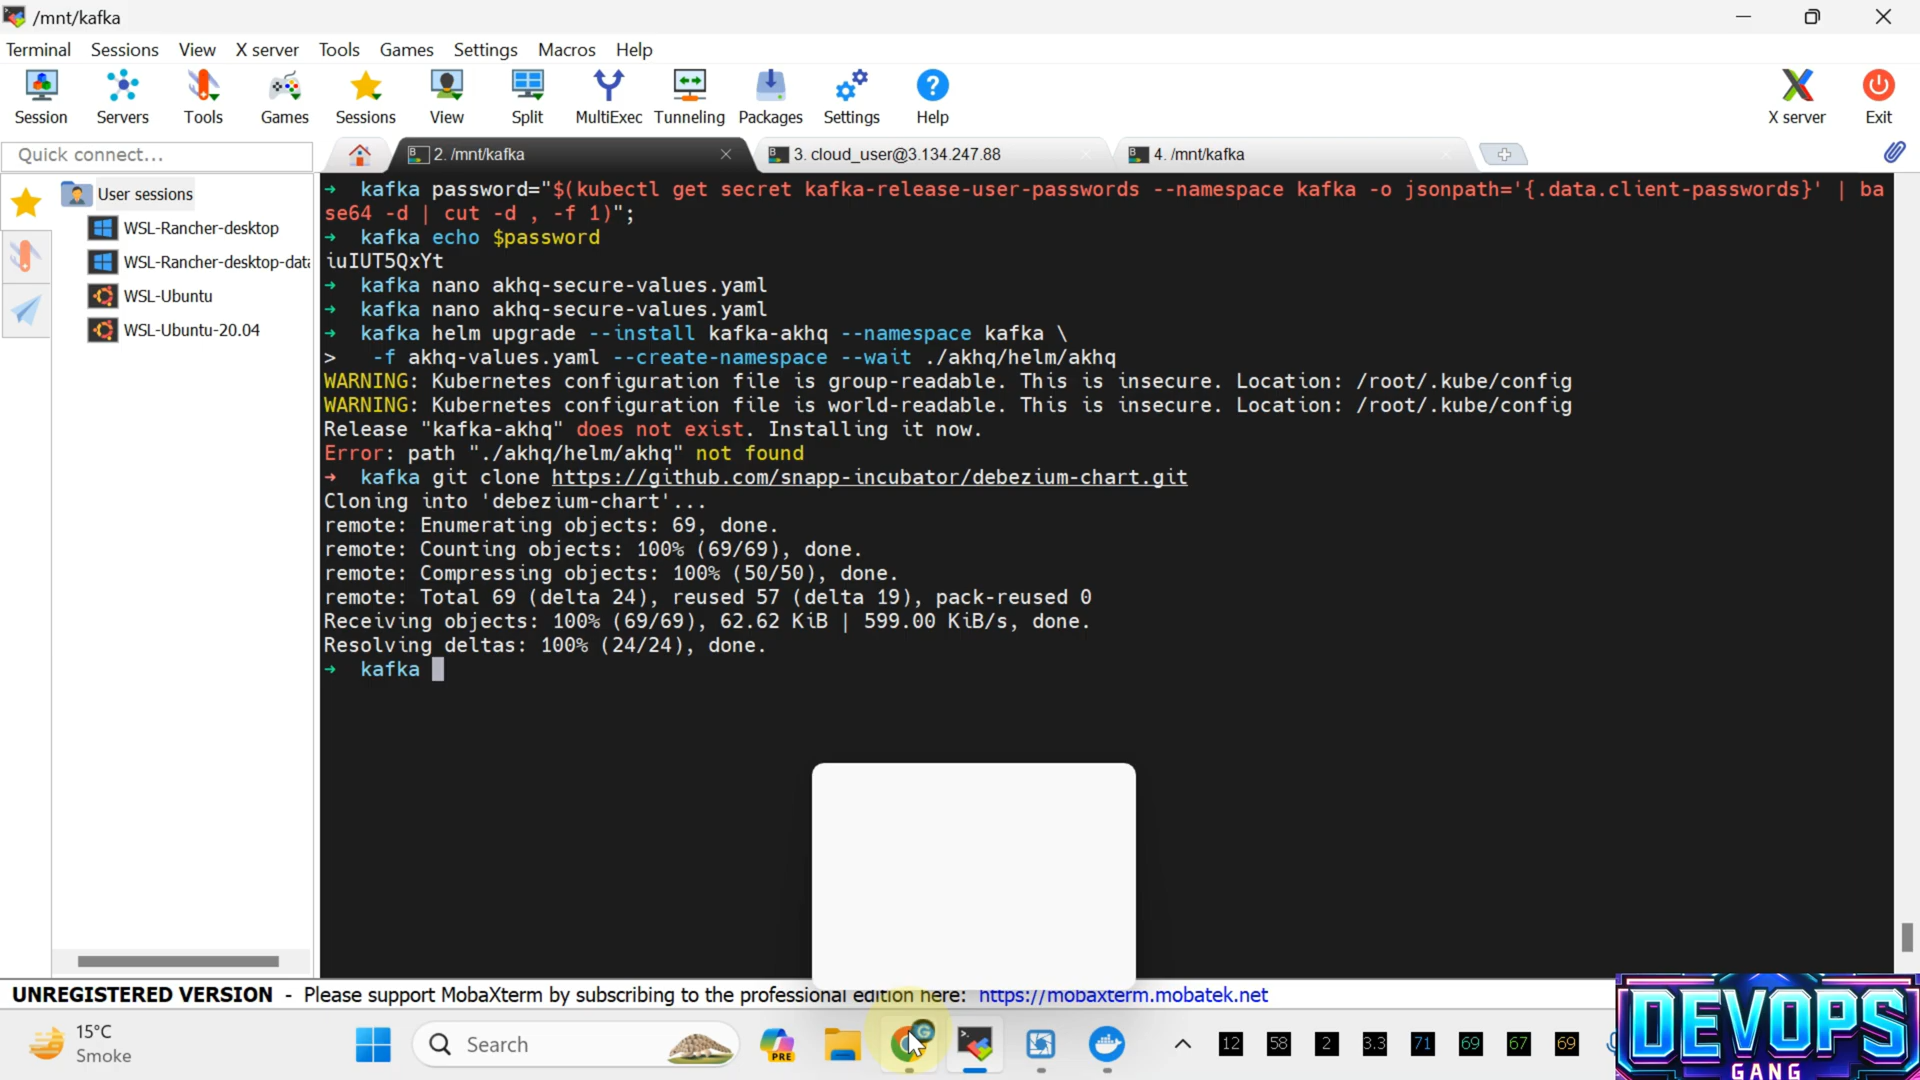 /mnt/kafka
Terminal Sessions View X server Tools Games Settings Macros Help
Session Servers Tools Games Sessions View Split MultiExec Tunneling Packages Settings Help X server Exit
Quick connect...
2. /mnt/kafka
3. cloud_user@3.134.247.88
4. /mnt/kafka
User sessions
WSL-Rancher-desktop
WSL-Rancher-desktop-data
WSL-Ubuntu
WSL-Ubuntu-20.04
➜ kafka password="$(kubectl get secret kafka-release-user-passwords --namespace kafka -o jsonpath='{.data.client-passwords}' | ba
se64 -d | cut -d , -f 1)";
➜ kafka echo $password
iuIUT5QxYt
➜ kafka nano akhq-secure-values.yaml
➜ kafka nano akhq-secure-values.yaml
➜ kafka helm upgrade --install kafka-akhq --namespace kafka \
> -f akhq-values.yaml --create-namespace --wait ./akhq/helm/akhq
WARNING: Kubernetes configuration file is group-readable. This is insecure. Location: /root/.kube/config
WARNING: Kubernetes configuration file is world-readable. This is insecure. Location: /root/.kube/config
Release "kafka-akhq" does not exist. Installing it now.
Error: path "./akhq/helm/akhq" not found
➜ kafka git clone https://github.com/snapp-incubator/debezium-chart.git
Cloning into 'debezium-chart'...
remote: Enumerating objects: 69, done.
remote: Counting objects: 100% (69/69), done.
remote: Compressing objects: 100% (50/50), done.
remote: Total 69 (delta 24), reused 57 (delta 19), pack-reused 0
Receiving objects: 100% (69/69), 62.62 KiB | 599.00 KiB/s, done.
Resolving deltas: 100% (24/24), done.
➜ kafka
UNREGISTERED VERSION - Please support MobaXterm by subscribing to the professional edition here: https://mobaxterm.mobatek.net
15°C
Smoke
Search
PRE
12 58 2 3.3 71 69 67 69
DEVOPS
GANG